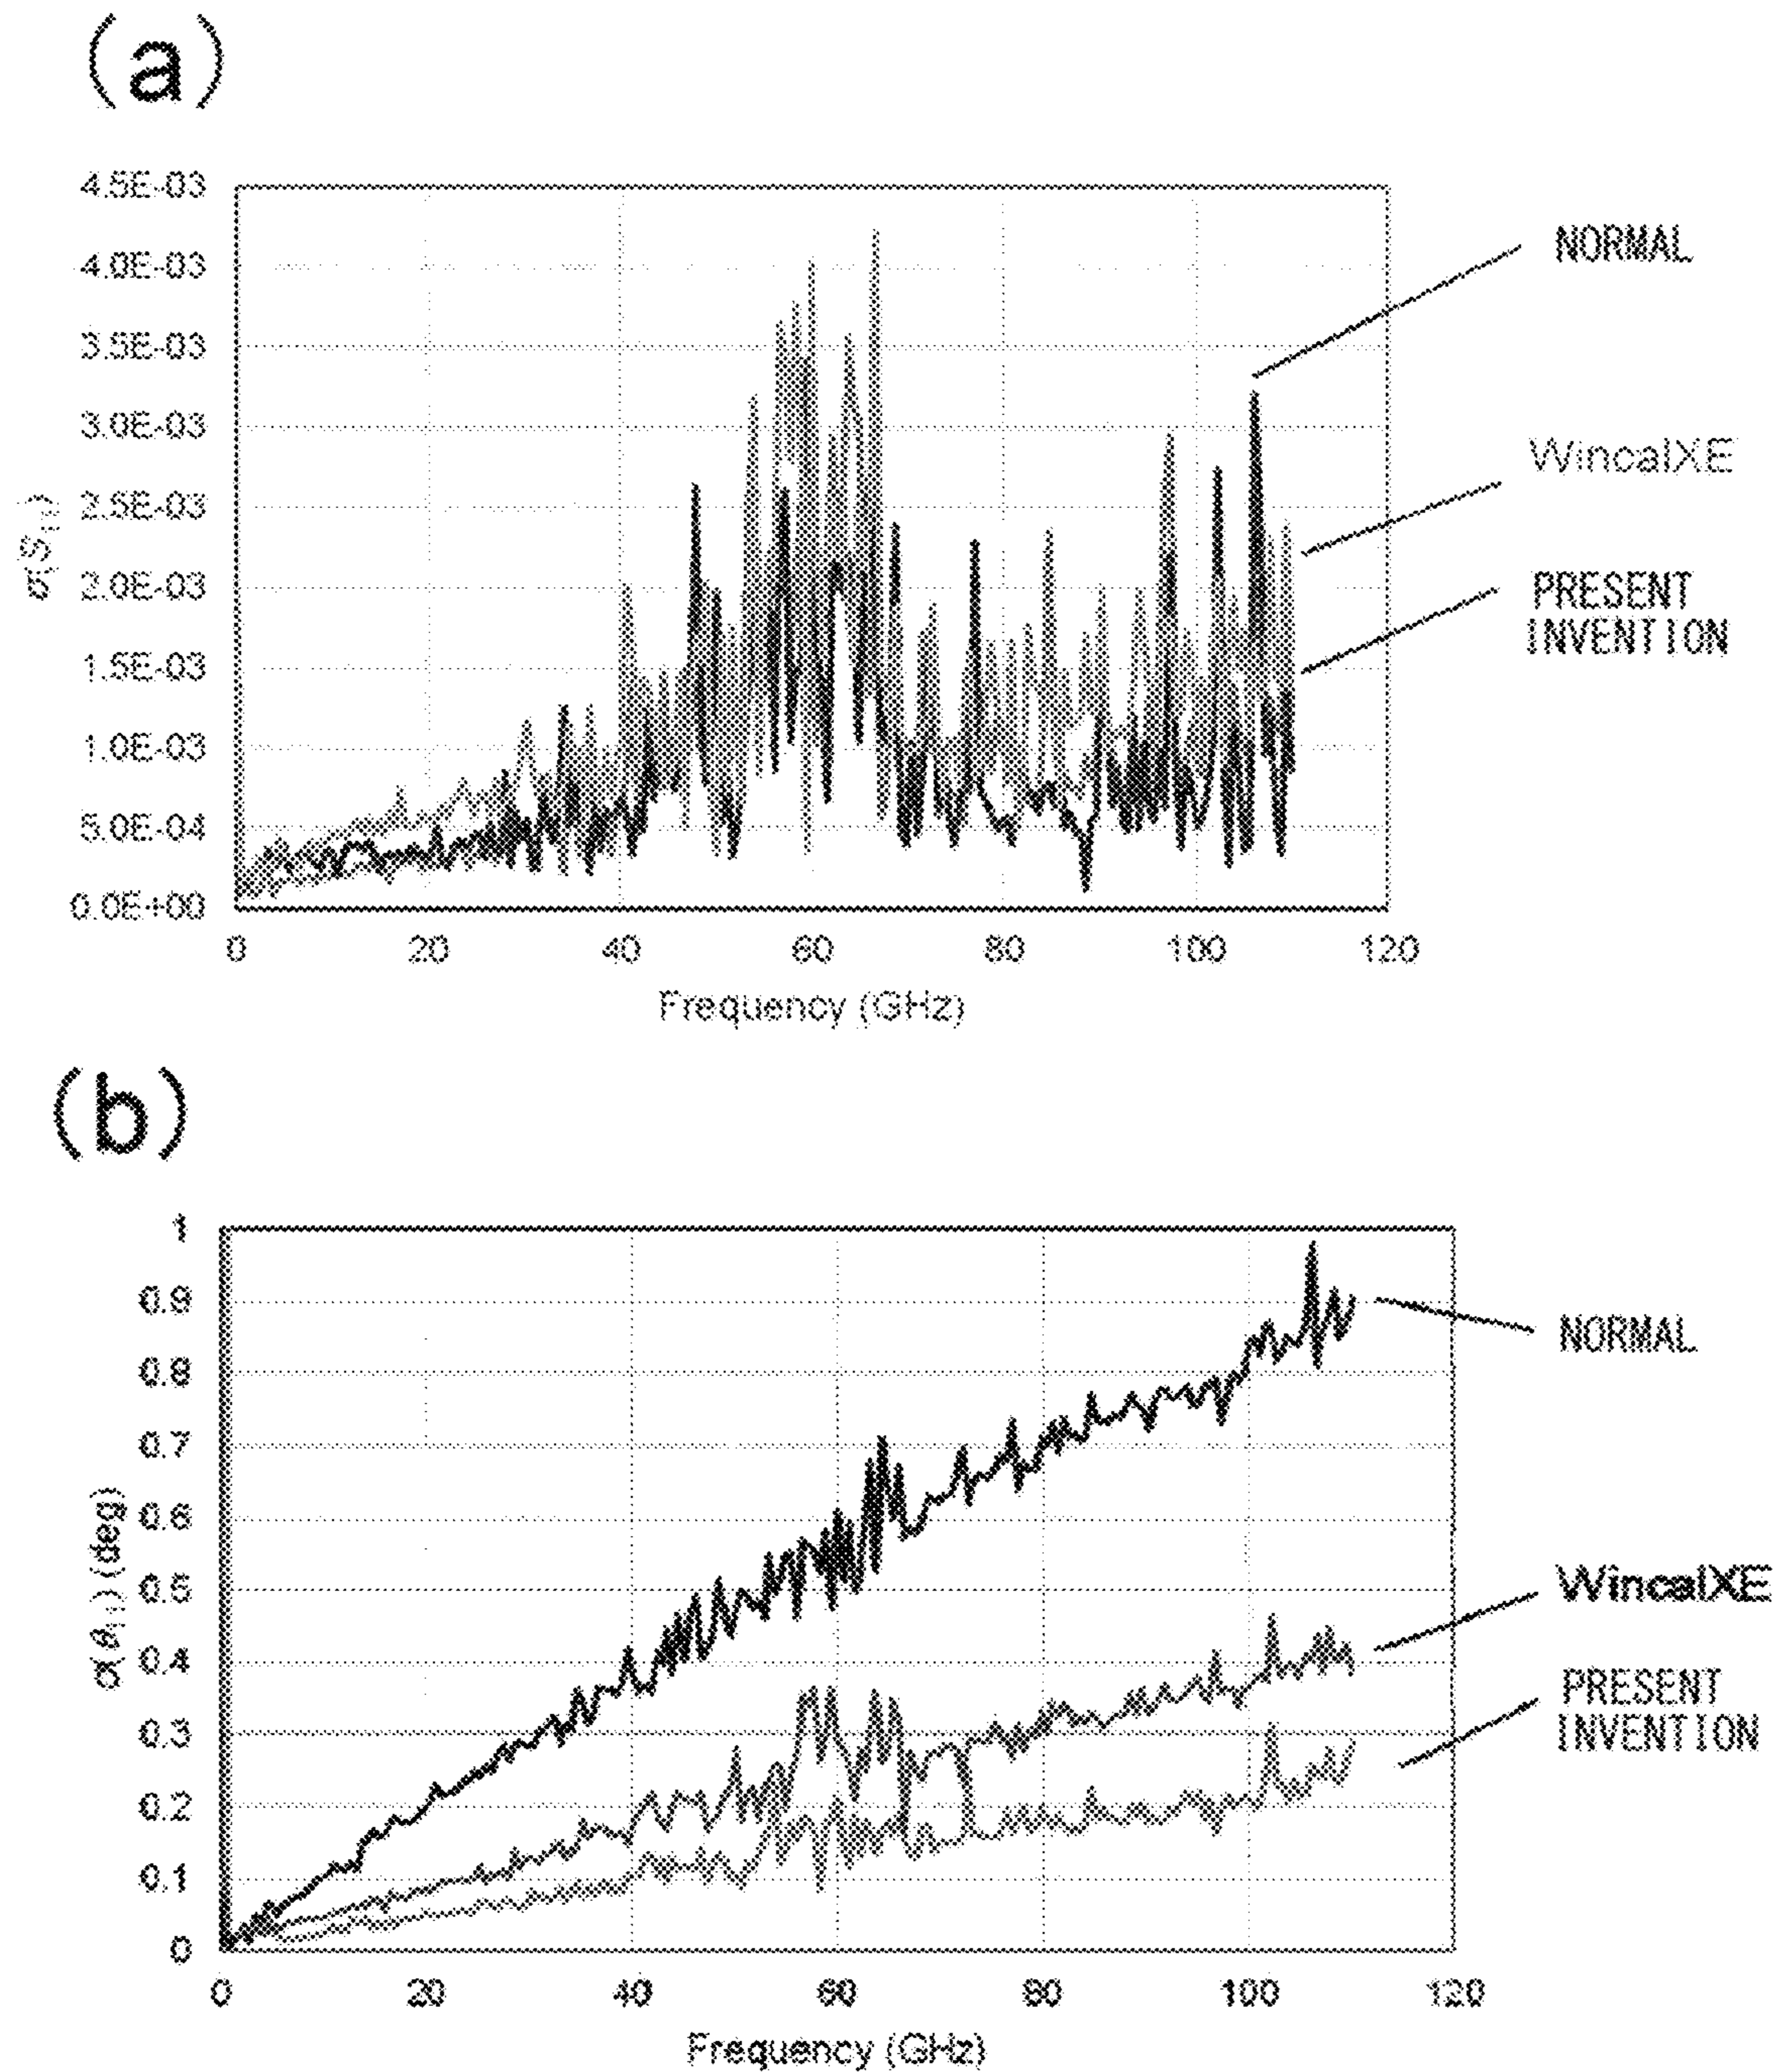 (a)
4.5E-03
4.0E-03
3.5E-03
3.0E-03
2.5E-03
2.0E-03
1.5E-03
1.0E-03
5.0E-04
0.0E+00
σ(S₁₁)
0 20 40 60 80 100 120
Frequency (GHz)
NORMAL
WincalXE
PRESENT
INVENTION
(b)
1
0.9
0.8
0.7
0.6
0.5
0.4
0.3
0.2
0.1
0
σ(θ₁₁) (deg)
0 20 40 60 80 100 120
Frequency (GHz)
NORMAL
WincalXE
PRESENT
INVENTION